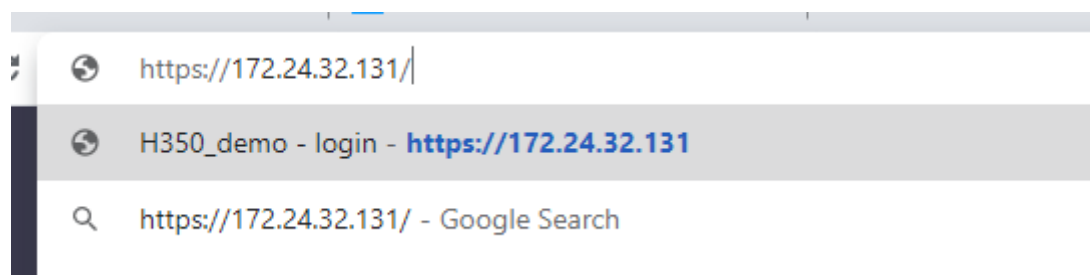 https://172.24.32.131/
H350_demo - login - https://172.24.32.131
https://172.24.32.131/ - Google Search